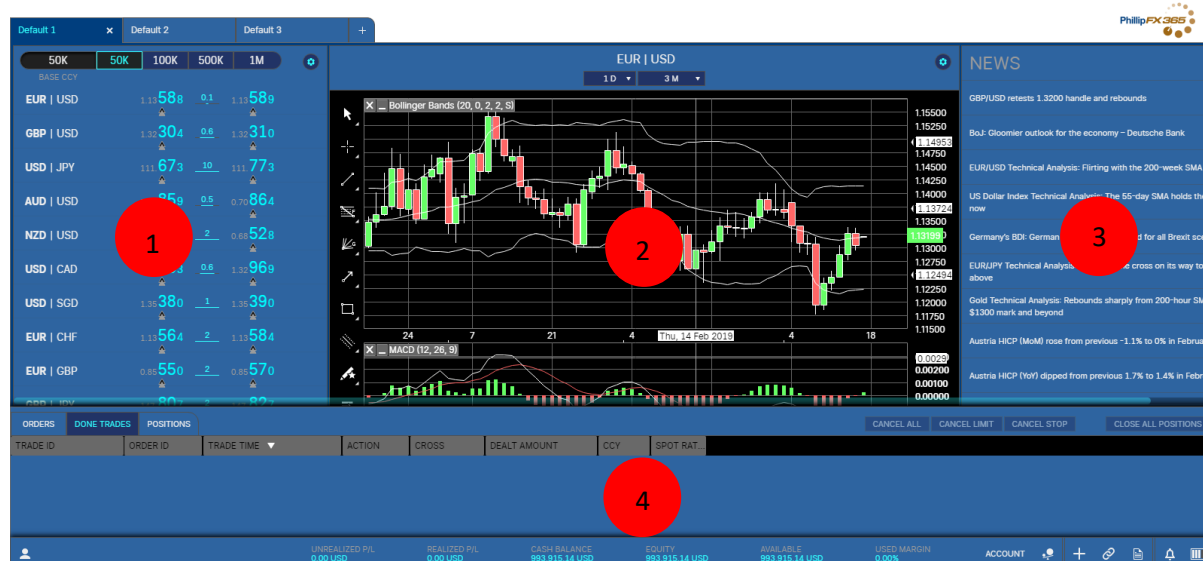 Default 1 × Default 2 Default 3 +
PhillipFX365
50K 50K 100K 500K 1M
BASE CCY
EUR | USD 1.13588 0.1 1.13589
GBP | USD 1.32304 0.6 1.32310
USD | JPY 111.673 10 111.773
AUD | USD 0.5 0.70864
NZD | USD 2 0.68528
USD | CAD 0.6 1.32969
USD | SGD 1.35380 1 1.35390
EUR | CHF 1.13564 2 1.13584
EUR | GBP 0.85550 2 0.85570
GBP | JPY
1
EUR | USD
1 D 3 M
X _ Bollinger Bands (20, 0, 2, 2, S)
1.15500
1.15250
1.14953
1.14750
1.14500
1.14250
1.14000
1.13724
1.13500
1.13000
1.12750
1.12494
1.12250
1.12000
1.11750
1.11500
24 7 21 4 Thu, 14 Feb 2019 4 18
X _ MACD (12, 26, 9)
0.0029
0.00200
0.00100
0.00000
2
NEWS
GBP/USD retests 1.3200 handle and rebounds
BoJ: Gloomier outlook for the economy – Deutsche Bank
EUR/USD Technical Analysis: Flirting with the 200-week SMA
US Dollar Index Technical Analysis: The 55-day SMA holds the
now
Germany's BDI: German d for all Brexit sce
EUR/JPY Technical Analysis e cross on its way to
above
Gold Technical Analysis: Rebounds sharply from 200-hour SM
$1300 mark and beyond
Austria HICP (MoM) rose from previous -1.1% to 0% in Februa
Austria HICP (YoY) dipped from previous 1.7% to 1.4% in Febr
3
ORDERS DONE TRADES POSITIONS CANCEL ALL CANCEL LIMIT CANCEL STOP CLOSE ALL POSITIONS
TRADE ID ORDER ID TRADE TIME ▼ ACTION CROSS DEALT AMOUNT CCY SPOT RAT...
4
UNREALIZED P/L REALIZED P/L CASH BALANCE EQUITY AVAILABLE USED MARGIN
0.00 USD 0.00 USD 993,915.14 USD 993,915.14 USD 993,915.14 USD 0.00%
ACCOUNT